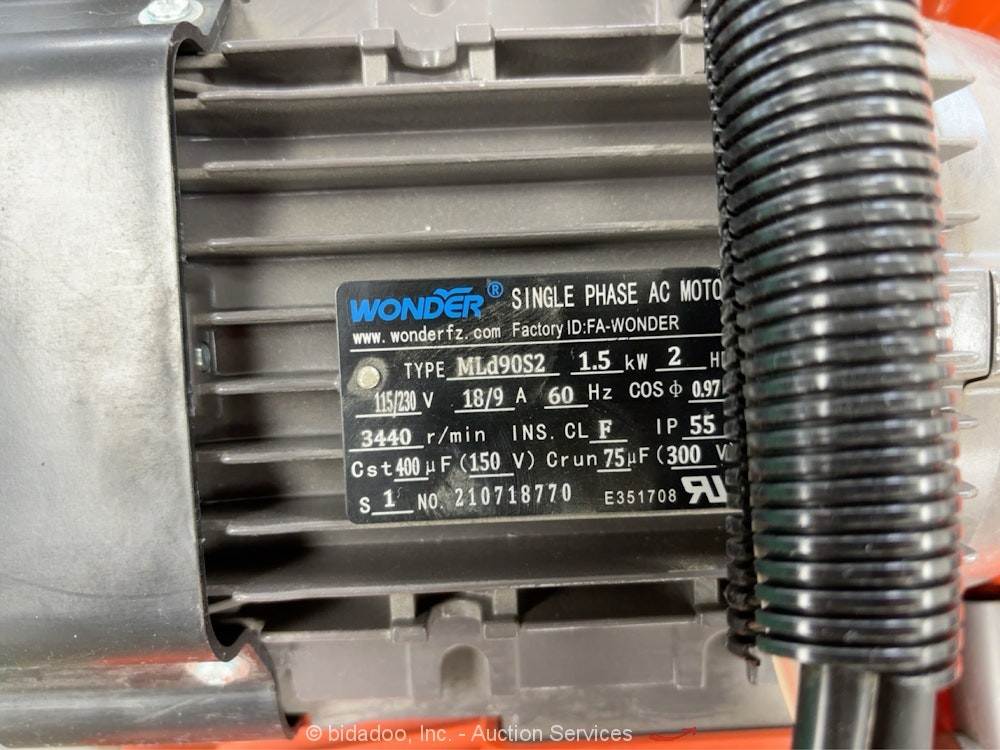 WONDER® SINGLE PHASE AC MOTO
www.wonderfz.com Factory ID:FA-WONDER
TYPE MLd90S2 1.5 kW 2 H
115/230 V 18/9 A 60 Hz COS Φ 0.97
3440 r/min INS. CL F IP 55
Cst 400 μF (150 V) Crun 75 μF (300 V
S 1 NO. 210718770 E351708 RU
© bidadoo, Inc. - Auction Services